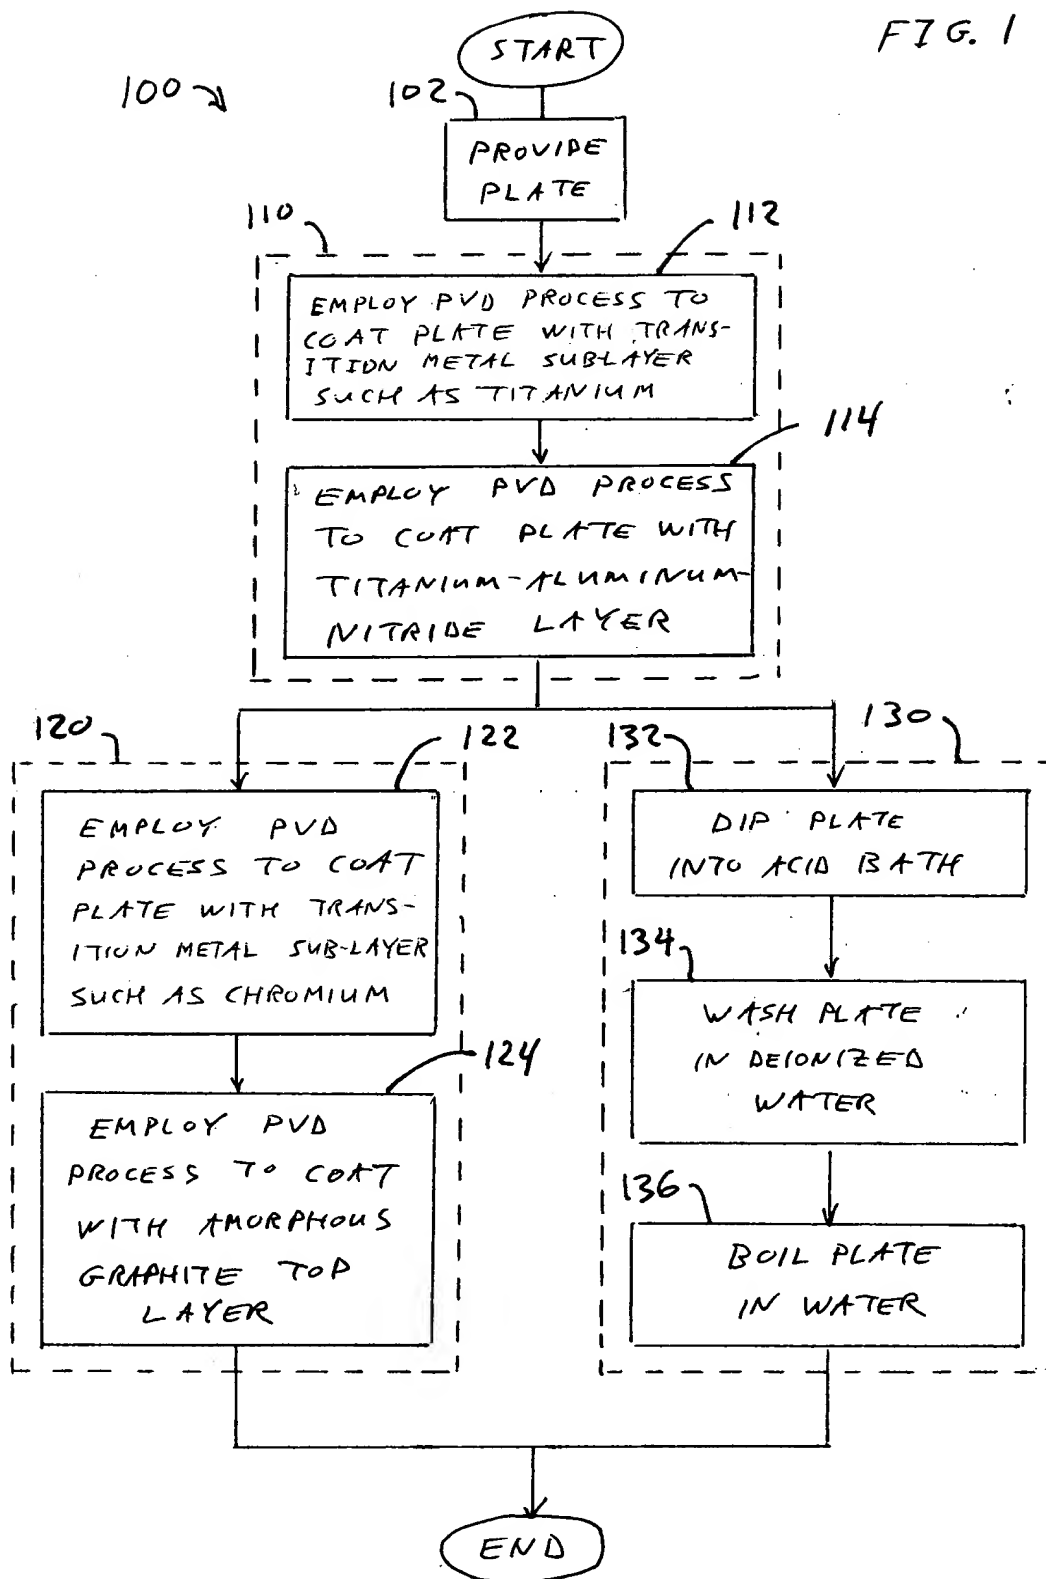 FIG. 1
START
100
102
PROVIDE
PLATE
110
112
EMPLOY PVD PROCESS TO
COAT PLATE WITH TRANS-
ITION METAL SUB-LAYER
SUCH AS TITANIUM
114
EMPLOY PVD PROCESS
TO COAT PLATE WITH
TITANIUM-ALUMINUM-
NITRIDE LAYER
120
122
EMPLOY PVD
PROCESS TO COAT
PLATE WITH TRANS-
ITION METAL SUB-LAYER
SUCH AS CHROMIUM
124
EMPLOY PVD
PROCESS TO COAT
WITH AMORPHOUS
GRAPHITE TOP
LAYER
132
130
DIP PLATE
INTO ACID BATH
134
WASH PLATE
IN DEIONIZED
WATER
136
BOIL PLATE
IN WATER
END